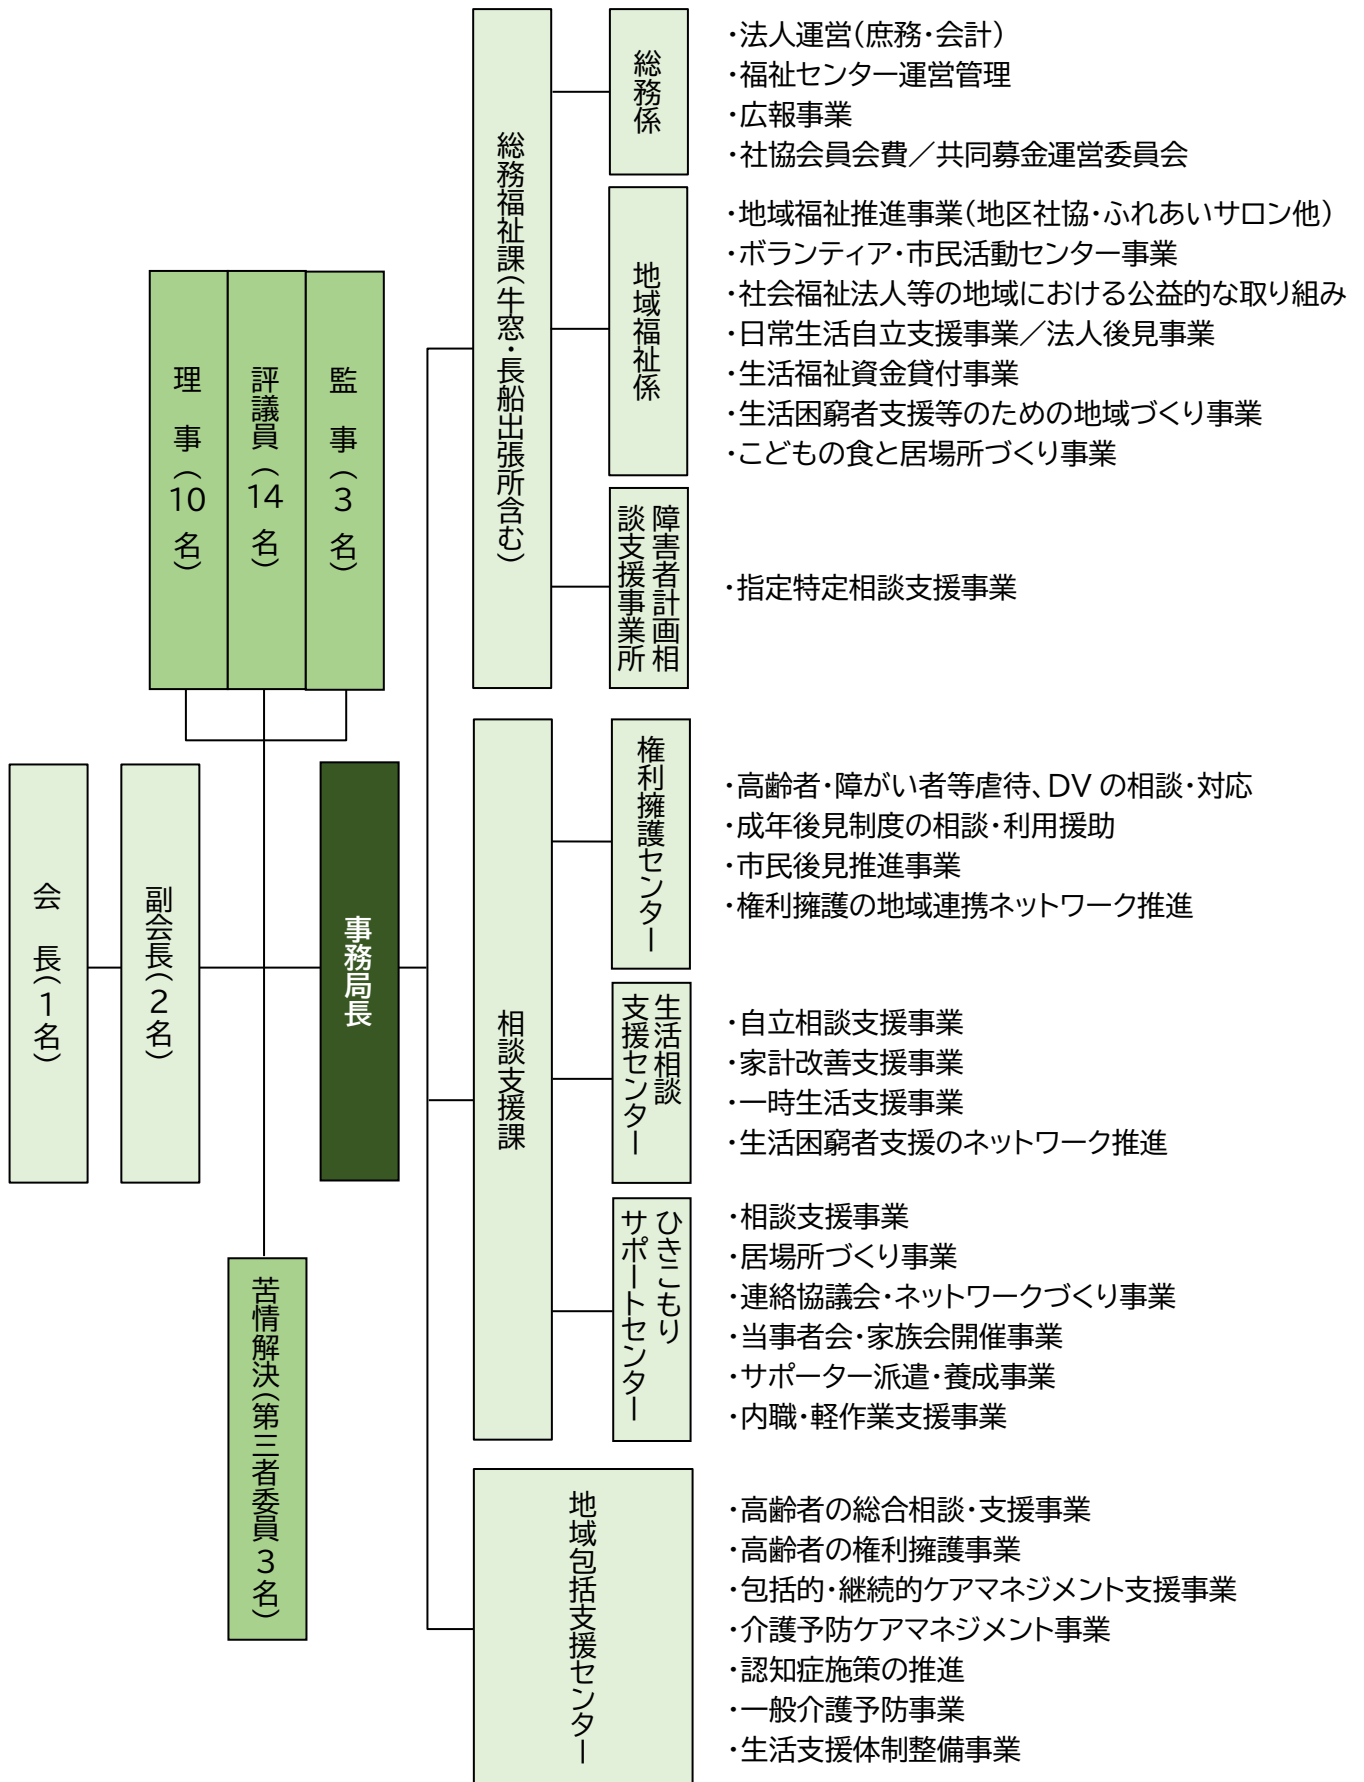 会　長（1名）
副会長（2名）
理　事（10名）
評議員（14名）
監　事（3名）
苦情解決（第三者委員3名）
事務局長
総務福祉課（牛窓・長船出張所含む）
総務係
・法人運営（庶務・会計）
・福祉センター運営管理
・広報事業
・社協会員会費／共同募金運営委員会
地域福祉係
・地域福祉推進事業（地区社協・ふれあいサロン他）
・ボランティア・市民活動センター事業
・社会福祉法人等の地域における公益的な取り組み
・日常生活自立支援事業／法人後見事業
・生活福祉資金貸付事業
・生活困窮者支援等のための地域づくり事業
・こどもの食と居場所づくり事業
障害者計画相
談支援事業所
・指定特定相談支援事業
相談支援課
権利擁護センター
・高齢者・障がい者等虐待、DVの相談・対応
・成年後見制度の相談・利用援助
・市民後見推進事業
・権利擁護の地域連携ネットワーク推進
生活相談
支援センター
・自立相談支援事業
・家計改善支援事業
・一時生活支援事業
・生活困窮者支援のネットワーク推進
ひきこもり
サポートセンター
・相談支援事業
・居場所づくり事業
・連絡協議会・ネットワークづくり事業
・当事者会・家族会開催事業
・サポーター派遣・養成事業
・内職・軽作業支援事業
地域包括支援センター
・高齢者の総合相談・支援事業
・高齢者の権利擁護事業
・包括的・継続的ケアマネジメント支援事業
・介護予防ケアマネジメント事業
・認知症施策の推進
・一般介護予防事業
・生活支援体制整備事業